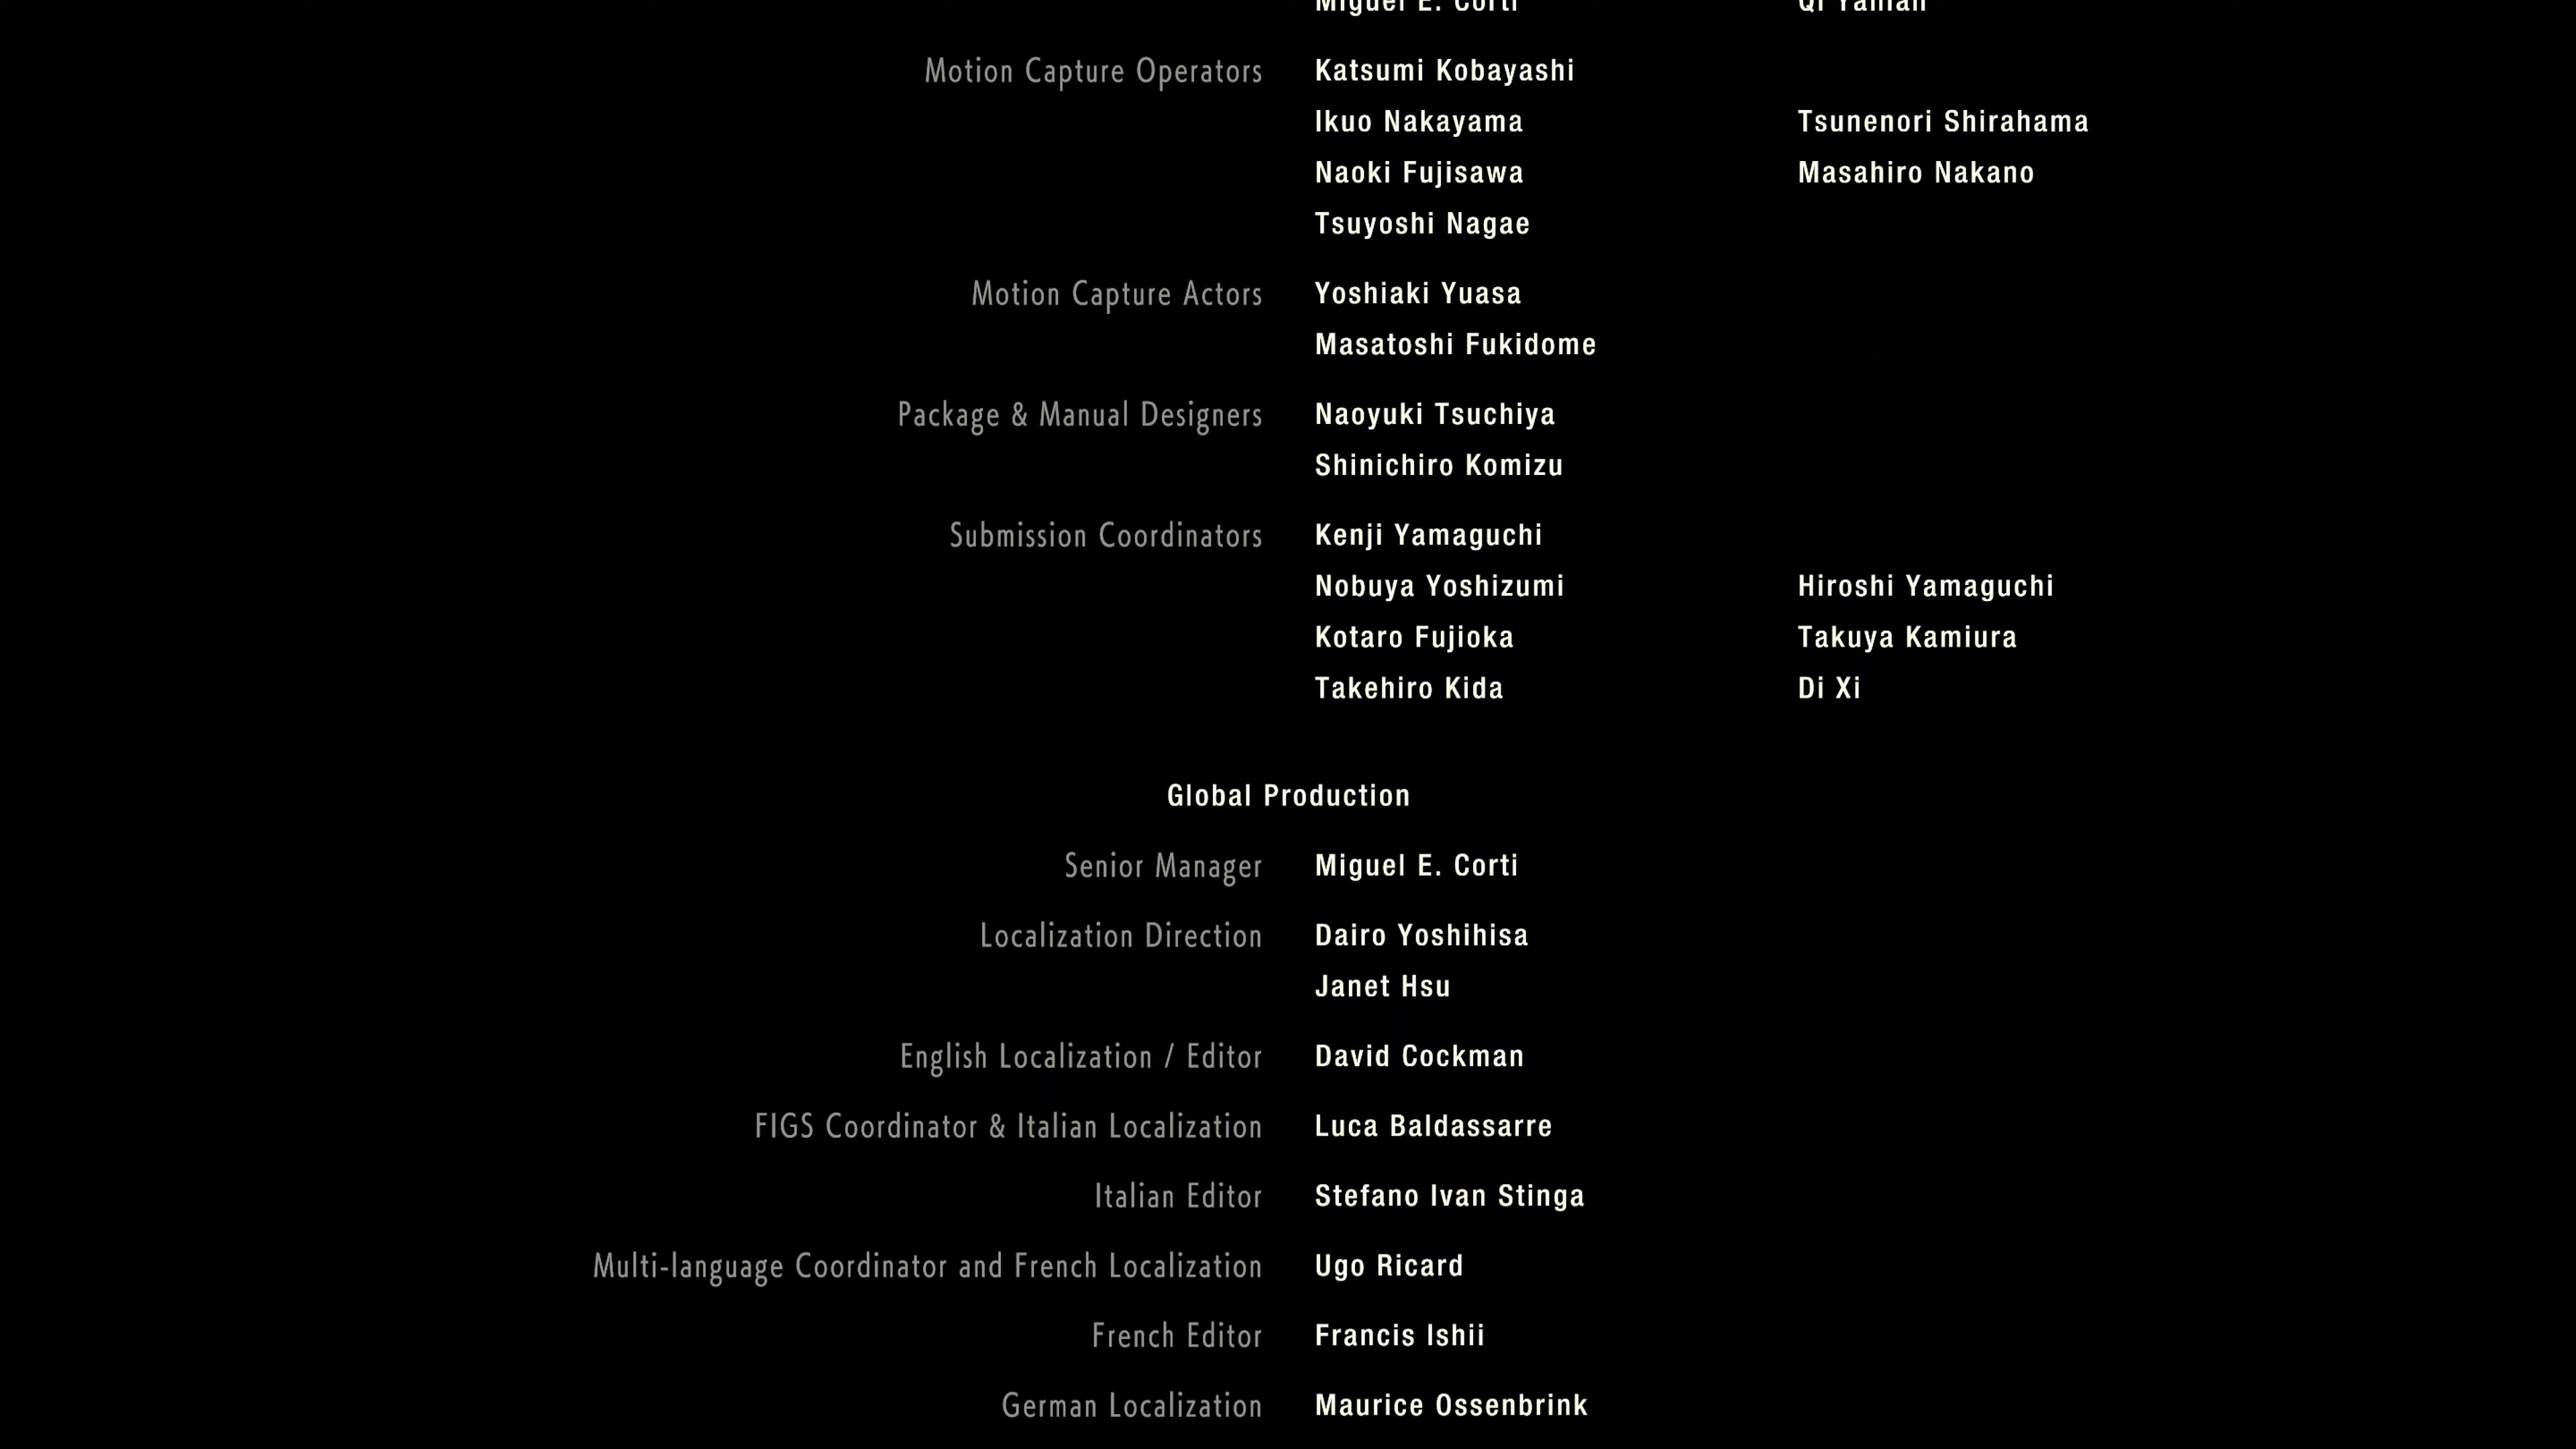 Miguel E. Corti
Motion Capture Operators Katsumi Kobayashi
Ikuo Nakayama Tsunenori Shirahama
Naoki Fujisawa Masahiro Nakano
Tsuyoshi Nagae
Motion Capture Actors Yoshiaki Yuasa
Masatoshi Fukidome
Package & Manual Designers Naoyuki Tsuchiya
Shinichiro Komizu
Submission Coordinators Kenji Yamaguchi
Nobuya Yoshizumi Hiroshi Yamaguchi
Kotaro Fujioka Takuya Kamiura
Takehiro Kida Di Xi
Global Production
Senior Manager Miguel E. Corti
Localization Direction Dairo Yoshihisa
Janet Hsu
English Localization / Editor David Cockman
FIGS Coordinator & Italian Localization Luca Baldassarre
Italian Editor Stefano Ivan Stinga
Multi-language Coordinator and French Localization Ugo Ricard
French Editor Francis Ishii
German Localization Maurice Ossenbrink